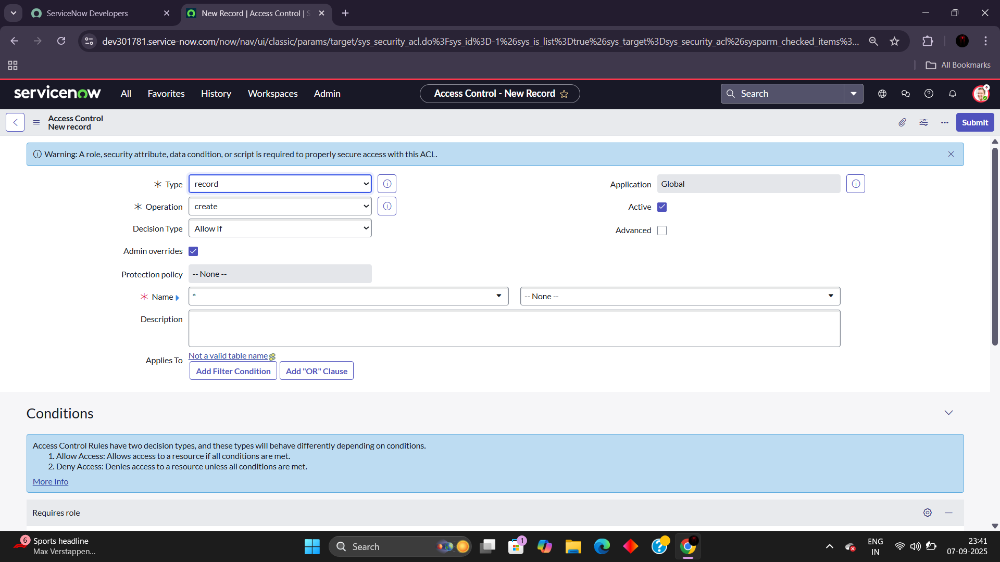 ServiceNow Developers
New Record | Access Control |
dev301781.service-now.com/now/nav/ui/classic/params/target/sys_security_acl.do%3Fsys_id%3D-1%26sys_is_list%3Dtrue%26sys_target%3Dsys_security_acl%26sysparm_checked_items%3...
All Bookmarks
servicenow
All
Favorites
History
Workspaces
Admin
Access Control - New Record
Search
Access Control
New record
Submit
Warning: A role, security attribute, data condition, or script is required to properly secure access with this ACL.
Type
record
Application
Global
Operation
create
Active
Decision Type
Allow If
Advanced
Admin overrides
Protection policy
-- None --
Name
*
-- None --
Description
Applies To
Not a valid table name
Add Filter Condition
Add "OR" Clause
Conditions
Access Control Rules have two decision types, and these types will behave differently depending on conditions.
1. Allow Access: Allows access to a resource if all conditions are met.
2. Deny Access: Denies access to a resource unless all conditions are met.
More Info
Requires role
6
Sports headline
Max Verstappen...
Search
1
ENG
IN
23:41
07-09-2025